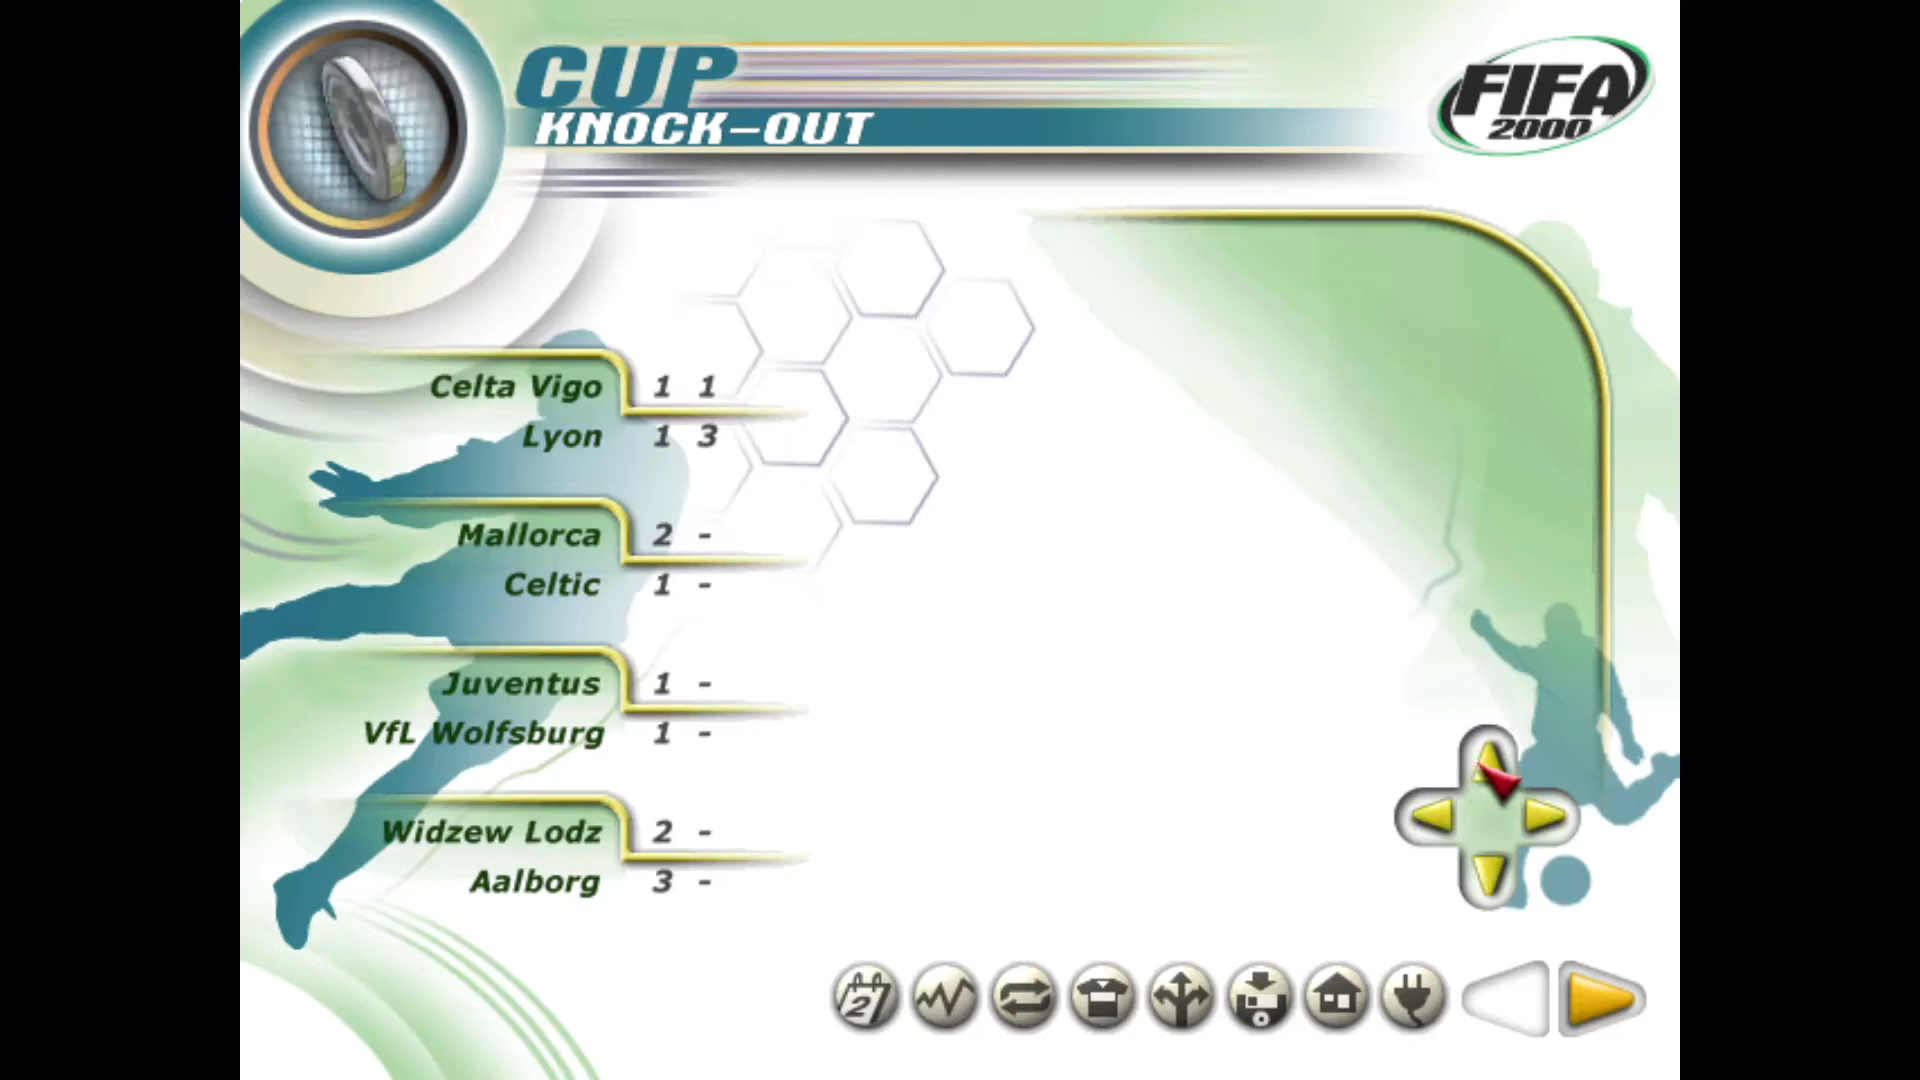 CUP
KNOCK-OUT
FIFA
2000
Celta Vigo 1 1
Lyon 1 3
Mallorca 2 -
Celtic 1 -
Juventus 1 -
VfL Wolfsburg 1 -
Widzew Lodz 2 -
Aalborg 3 -
2